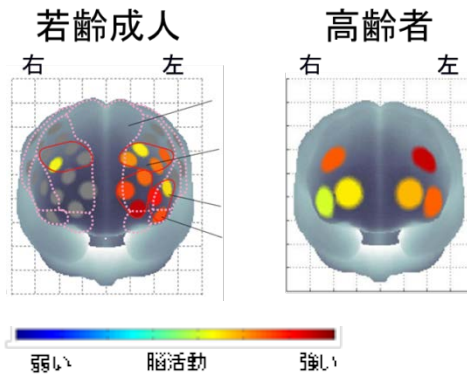 若齢成人
高齢者
右 左
右 左
弱い 脳活動 強い